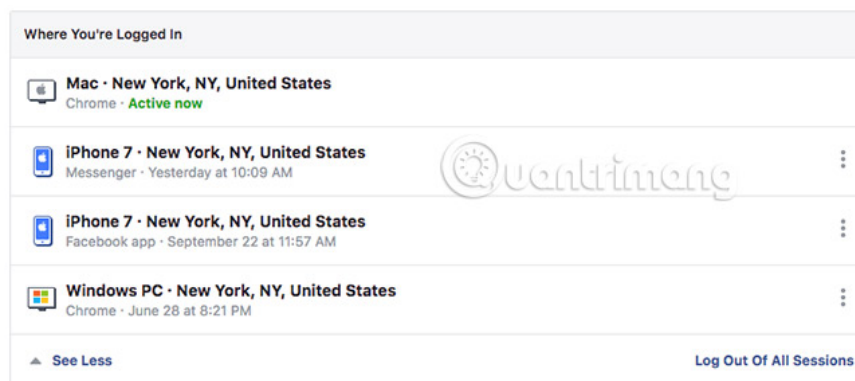 Where You're Logged In
Mac · New York, NY, United States
Chrome · Active now
iPhone 7 · New York, NY, United States
Messenger · Yesterday at 10:09 AM
Quantrimang
iPhone 7 · New York, NY, United States
Facebook app · September 22 at 11:57 AM
Windows PC · New York, NY, United States
Chrome · June 28 at 8:21 PM
See Less
Log Out Of All Sessions